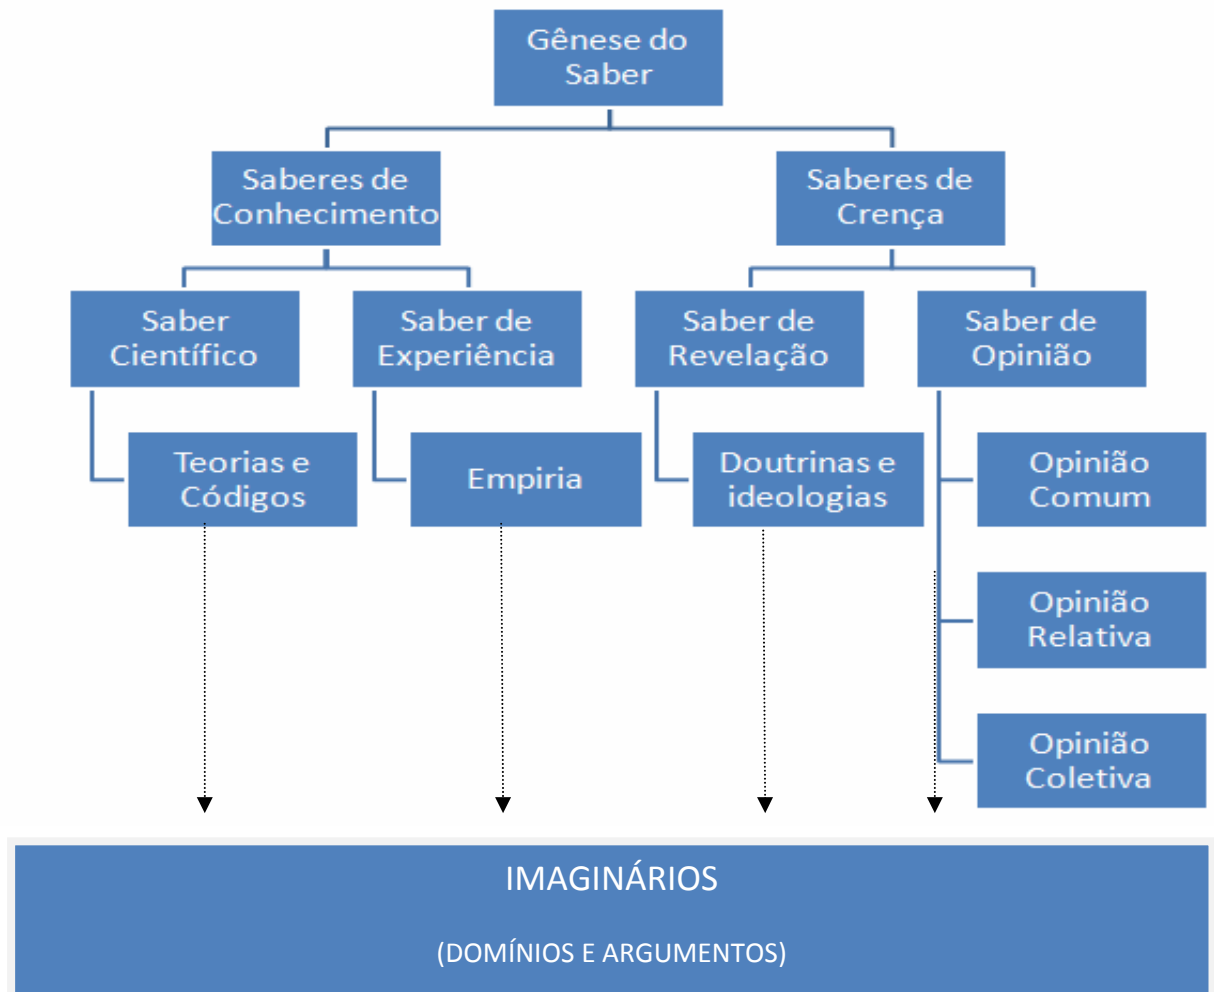 Gênese do
Saber
Saberes de
Conhecimento
Saberes de
Crença
Saber
Científico
Saber de
Experiência
Saber de
Revelação
Saber de
Opinião
Teorias e
Códigos
Empiria
Doutrinas e
ideologias
Opinião
Comum
Opinião
Relativa
Opinião
Coletiva
IMAGINÁRIOS
(DOMÍNIOS E ARGUMENTOS)